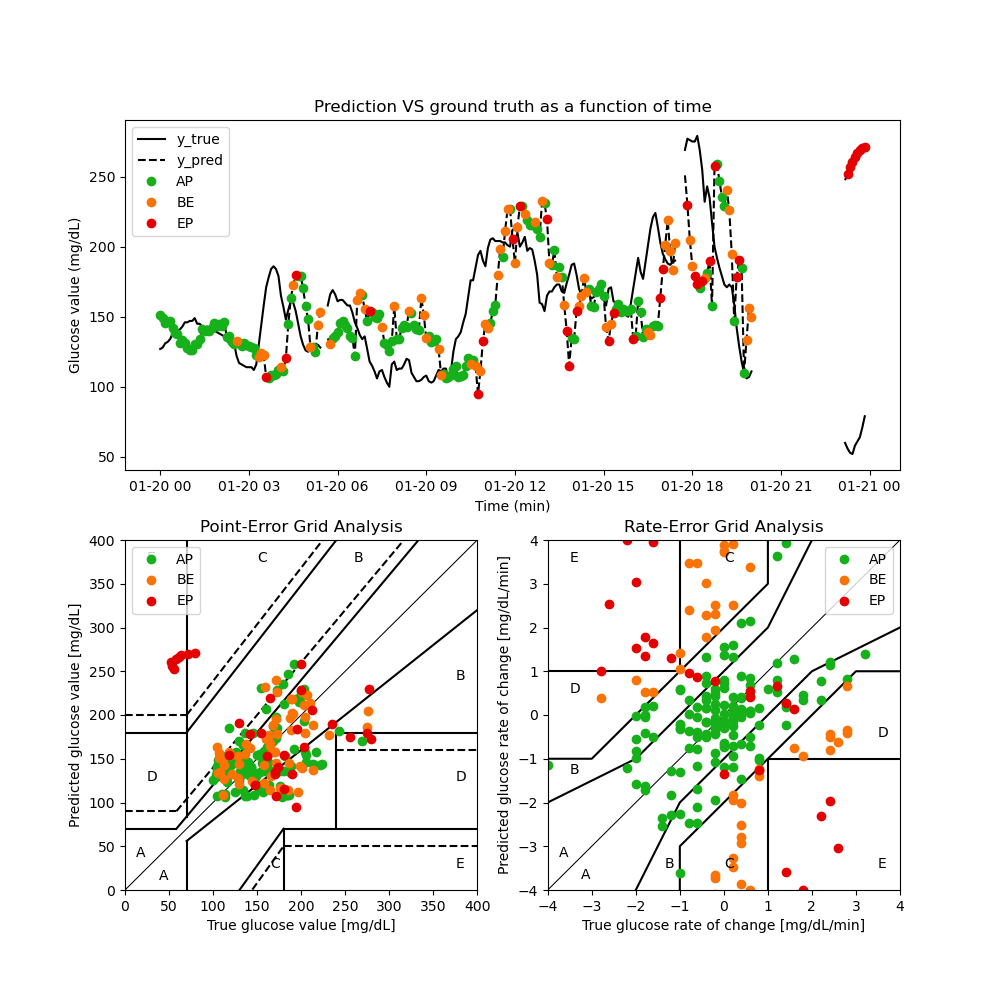 Prediction VS ground truth as a function of time
y_true
y_pred
AP
BE
EP
Glucose value (mg/dL)
250
200
150
100
50
01-20 00 01-20 03 01-20 06 01-20 09 01-20 12 01-20 15 01-20 18 01-20 21 01-21 00
Time (min)
Point-Error Grid Analysis
AP
BE
EP
C
B
B
D
D
A
A
C
E
Predicted glucose value [mg/dL]
400
350
300
250
200
150
100
50
0
0 50 100 150 200 250 300 350 400
True glucose value [mg/dL]
Rate-Error Grid Analysis
AP
BE
EP
E
C
D
D
B
A
A
B
C
E
Predicted glucose rate of change [mg/dL/min]
4
3
2
1
0
−1
−2
−3
−4
−4 −3 −2 −1 0 1 2 3 4
True glucose rate of change [mg/dL/min]